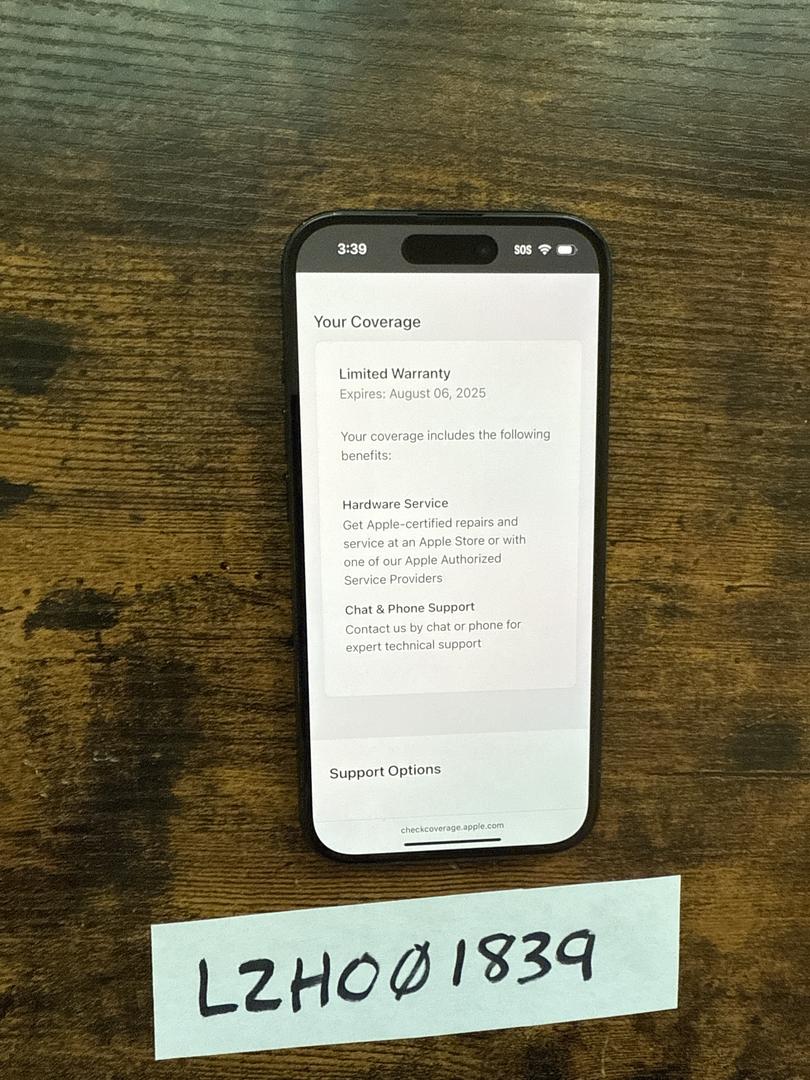 3:39
SOS
Your Coverage
Limited Warranty
Expires: August 06, 2025
Your coverage includes the following
benefits:
Hardware Service
Get Apple-certified repairs and
service at an Apple Store or with
one of our Apple Authorized
Service Providers
Chat & Phone Support
Contact us by chat or phone for
expert technical support
Support Options
checkcoverage.apple.com
LZHO01839